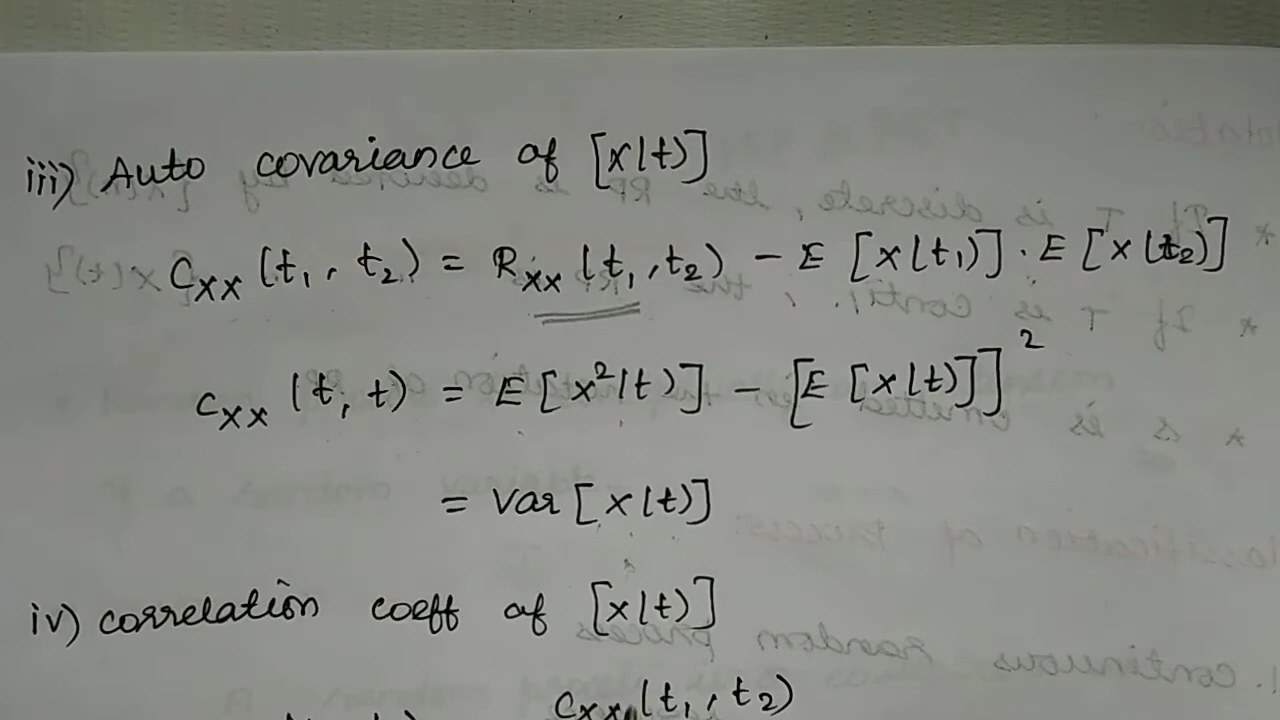 iii) Auto covariance of [X(t)]
Cxx (t₁, t₂) = Rxx (t₁, t₂) - E [X(t₁)] . E [X(t₂)]
Cxx (t, t) = E [X²(t)] - [E [X(t)]]²
= Var [X(t)]
iv) correlation coeff of [X(t)]
Cxx (t₁, t₂)